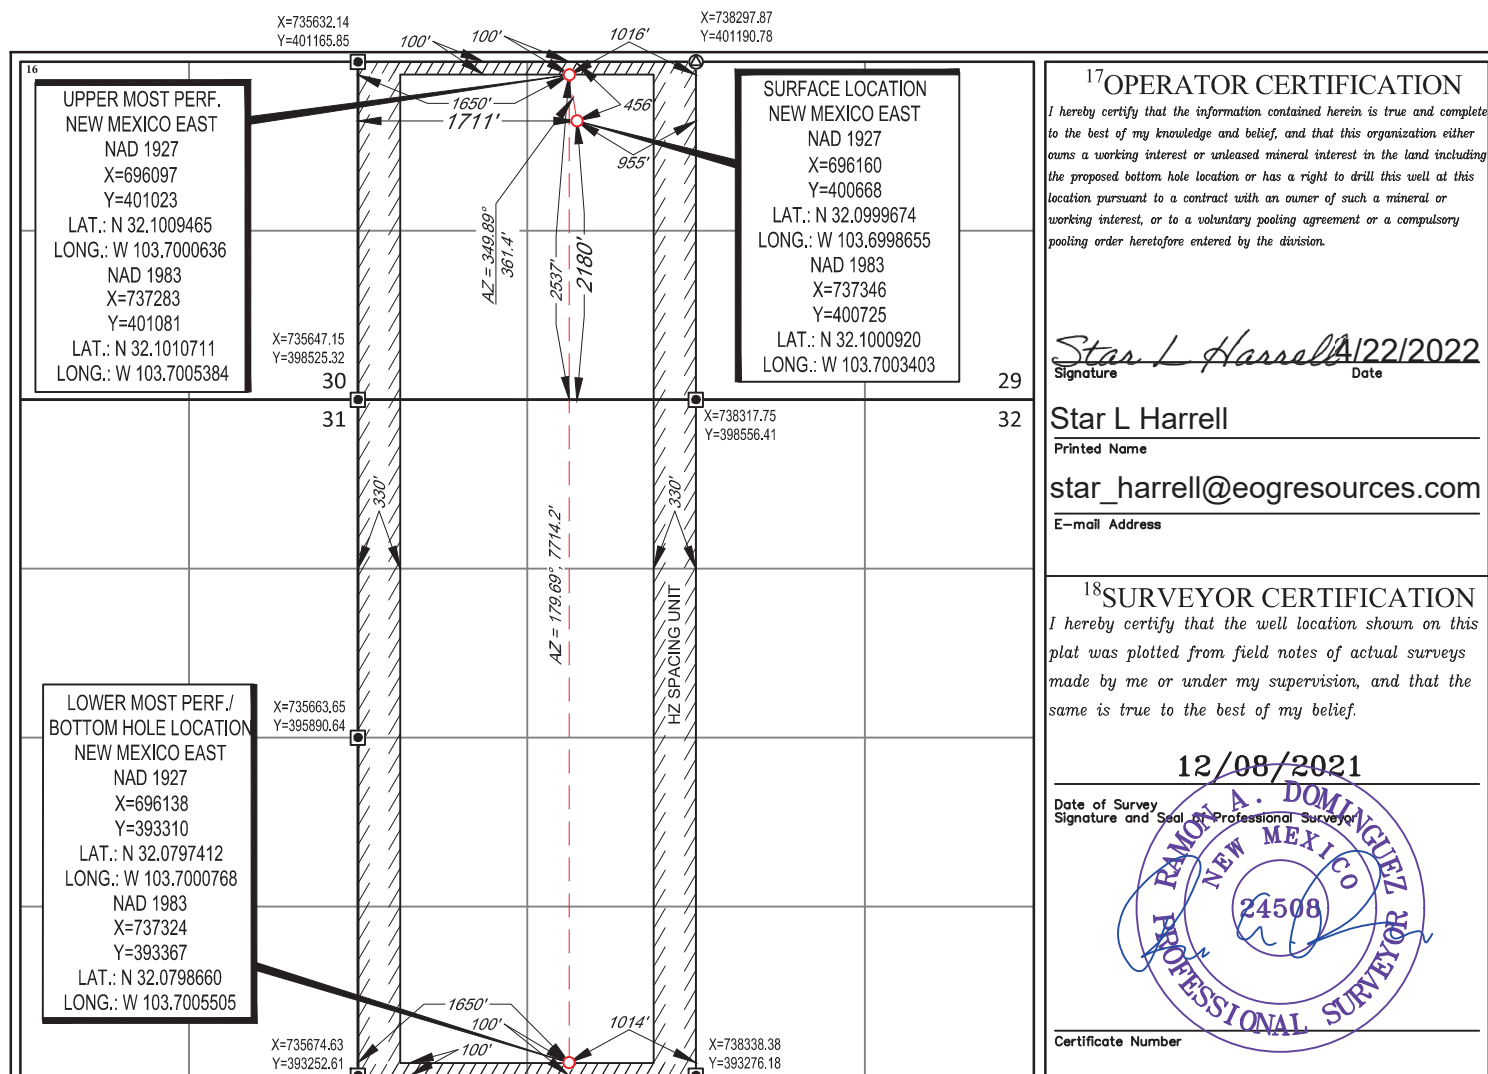 X=735632.14
Y=401165.85
100'
100'
1016'
X=738297.87
Y=401190.78
16
UPPER MOST PERF.
NEW MEXICO EAST
NAD 1927
X=696097
Y=401023
LAT.: N 32.1009465
LONG.: W 103.7000636
NAD 1983
X=737283
Y=401081
LAT.: N 32.1010711
LONG.: W 103.7005384
1650'
1711'
456'
955'
AZ = 349.89°
361.4'
2537'
2180'
SURFACE LOCATION
NEW MEXICO EAST
NAD 1927
X=696160
Y=400668
LAT.: N 32.0999674
LONG.: W 103.6998655
NAD 1983
X=737346
Y=400725
LAT.: N 32.1000920
LONG.: W 103.7003403
X=735647.15
Y=398525.32
30
29
31
32
X=738317.75
Y=398556.41
330'
330'
AZ = 179.69°, 7714.2'
HZ SPACING UNIT
X=735663.65
Y=395890.64
LOWER MOST PERF./
BOTTOM HOLE LOCATION
NEW MEXICO EAST
NAD 1927
X=696138
Y=393310
LAT.: N 32.0797412
LONG.: W 103.7000768
NAD 1983
X=737324
Y=393367
LAT.: N 32.0798660
LONG.: W 103.7005505
1650'
100'
100'
1014'
X=735674.63
Y=393252.61
X=738338.38
Y=393276.18
17 OPERATOR CERTIFICATION
I hereby certify that the information contained herein is true and complete
to the best of my knowledge and belief, and that this organization either
owns a working interest or unleased mineral interest in the land including
the proposed bottom hole location or has a right to drill this well at this
location pursuant to a contract with an owner of such a mineral or
working interest, or to a voluntary pooling agreement or a compulsory
pooling order heretofore entered by the division.
Star L Harrell 4/22/2022
Signature Date
Star L Harrell
Printed Name
star_harrell@eogresources.com
E-mail Address
18 SURVEYOR CERTIFICATION
I hereby certify that the well location shown on this
plat was plotted from field notes of actual surveys
made by me or under my supervision, and that the
same is true to the best of my belief.
12/08/2021
Date of Survey
Signature and Seal of Professional Surveyor
RAMON A. DOMINGUEZ
NEW MEXICO
24508
PROFESSIONAL SURVEYOR
Certificate Number